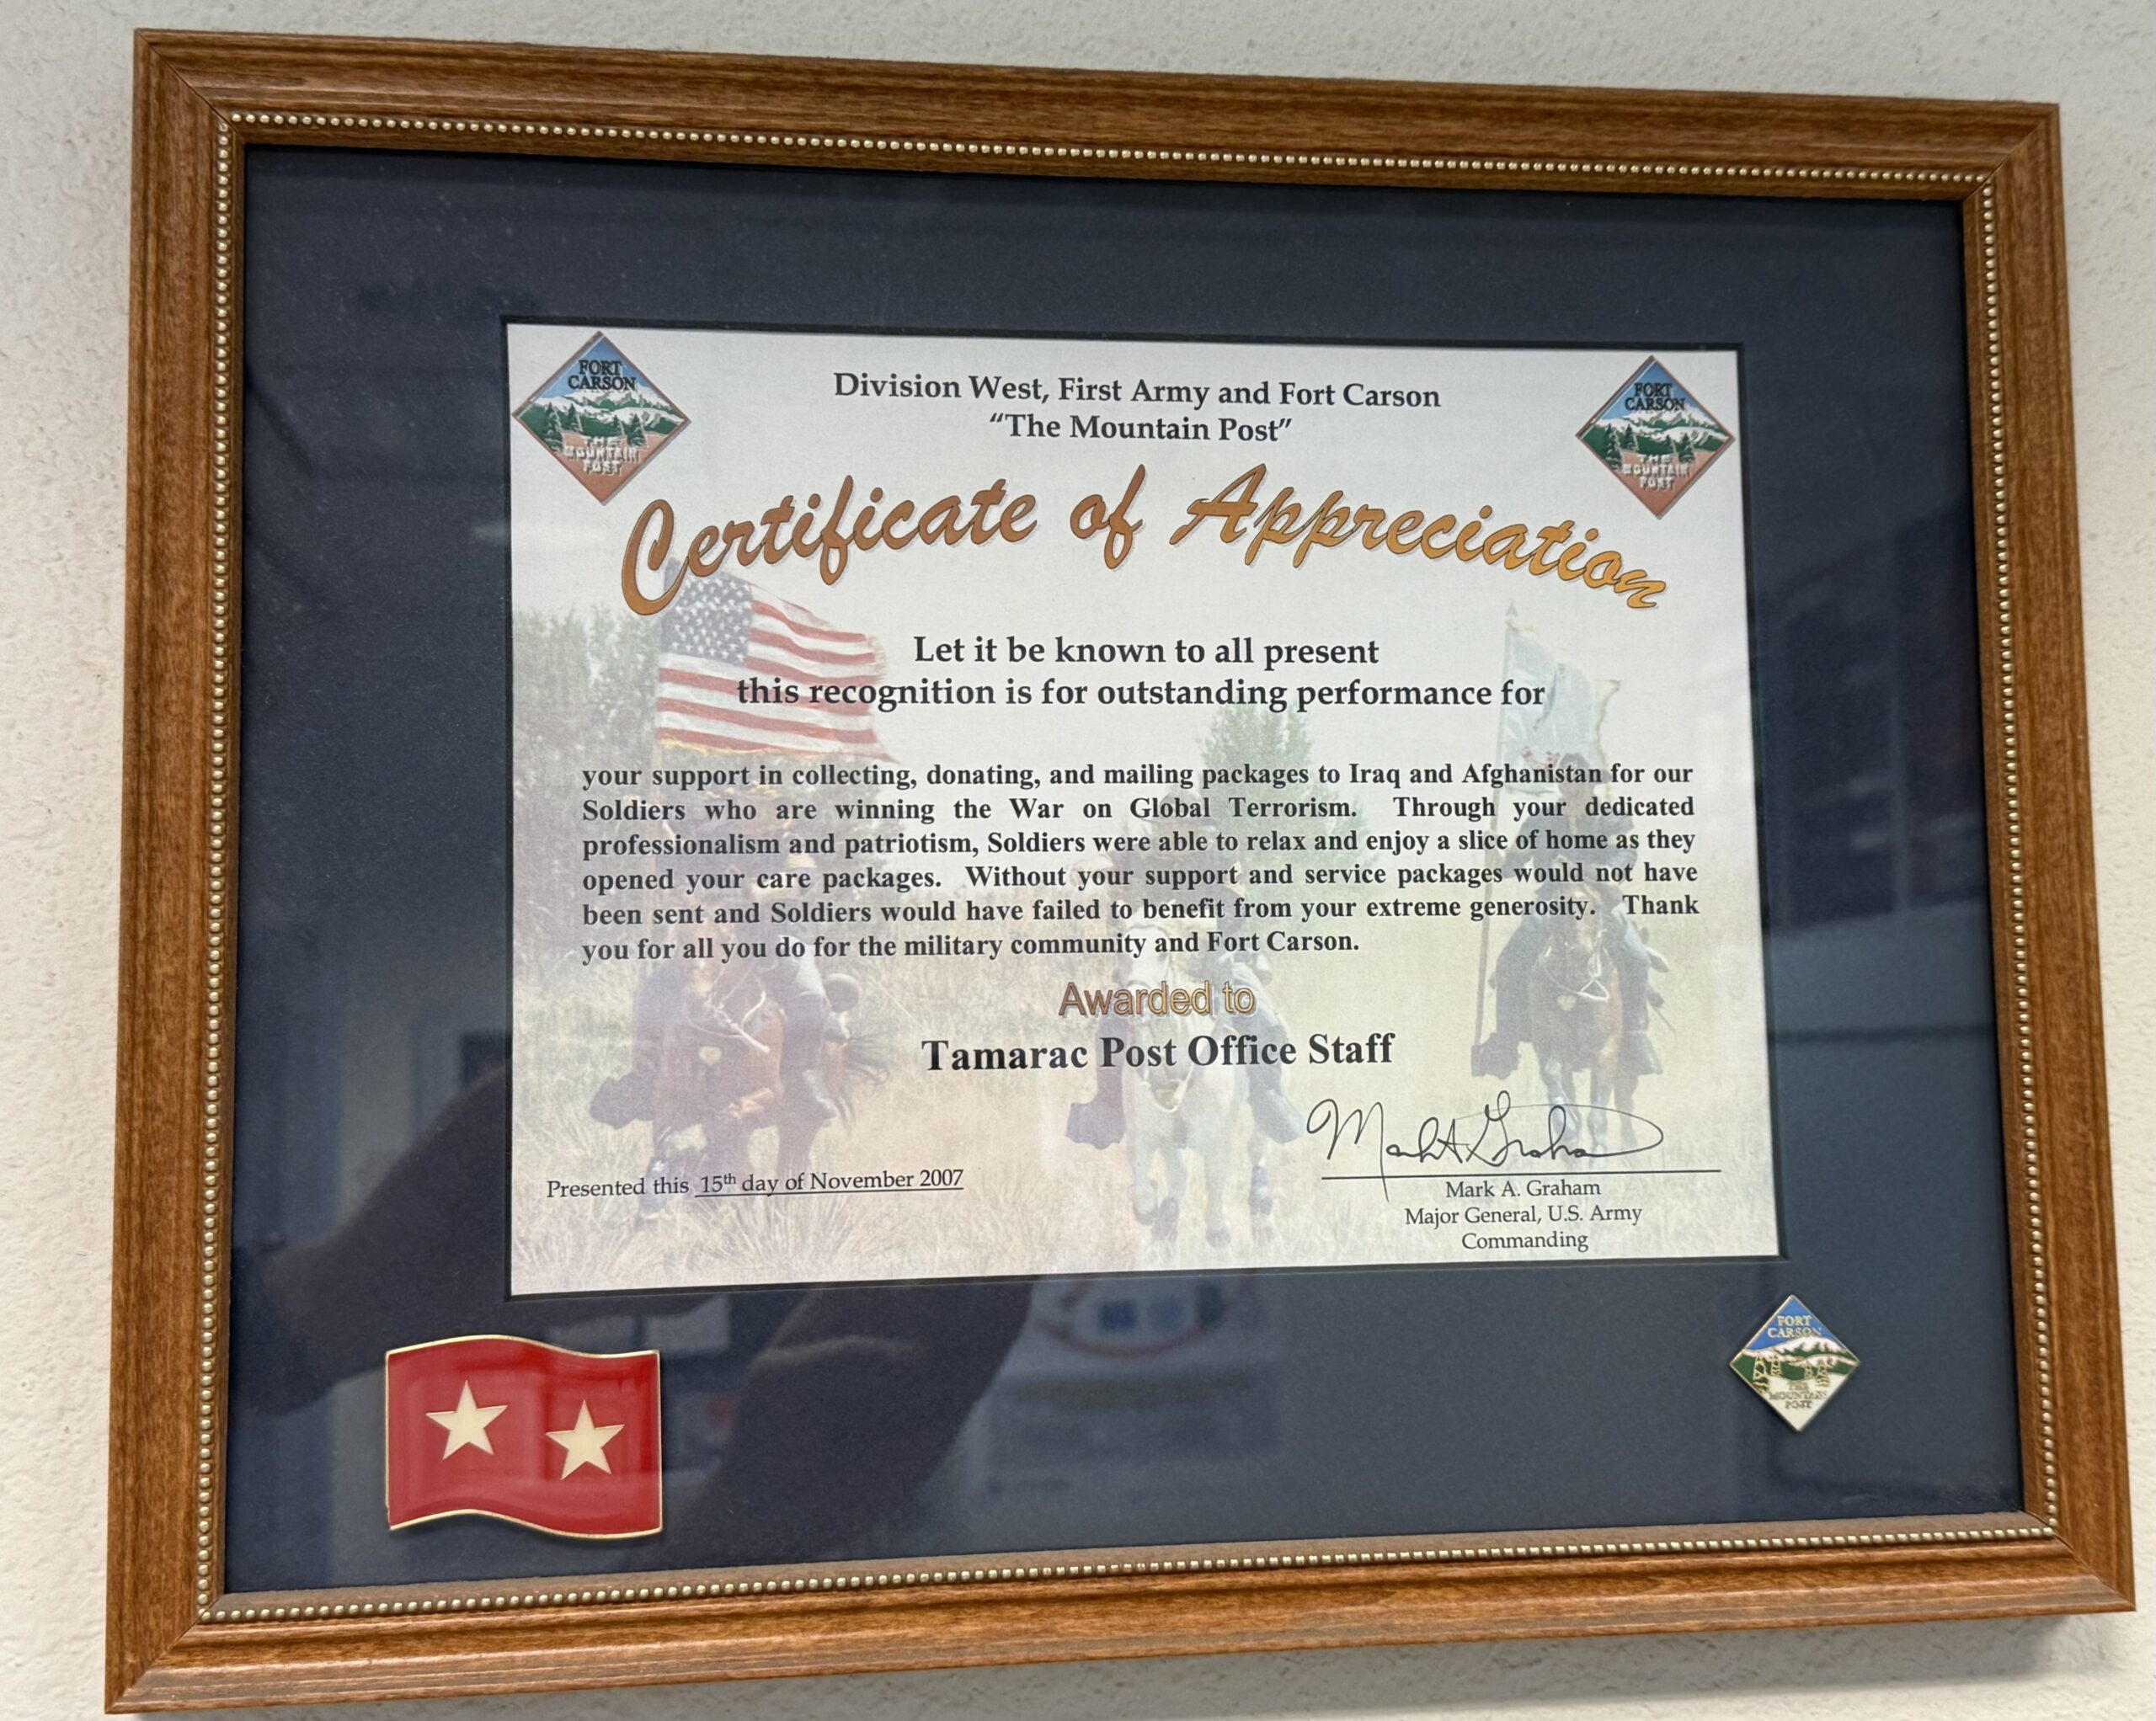 FORT
CARSON
THE
MOUNTAIN
POST
Division West, First Army and Fort Carson
“The Mountain Post”
FORT
CARSON
THE
MOUNTAIN
POST
Certificate of Appreciation
Let it be known to all present
this recognition is for outstanding performance for
your support in collecting, donating, and mailing packages to Iraq and Afghanistan for our
Soldiers who are winning the War on Global Terrorism. Through your dedicated
professionalism and patriotism, Soldiers were able to relax and enjoy a slice of home as they
opened your care packages. Without your support and service packages would not have
been sent and Soldiers would have failed to benefit from your extreme generosity. Thank
you for all you do for the military community and Fort Carson.
Awarded to
Tamarac Post Office Staff
Mark A Graham
Presented this 15th day of November 2007
Mark A. Graham
Major General, U.S. Army
Commanding
FORT
CARSON
THE
MOUNTAIN
POST